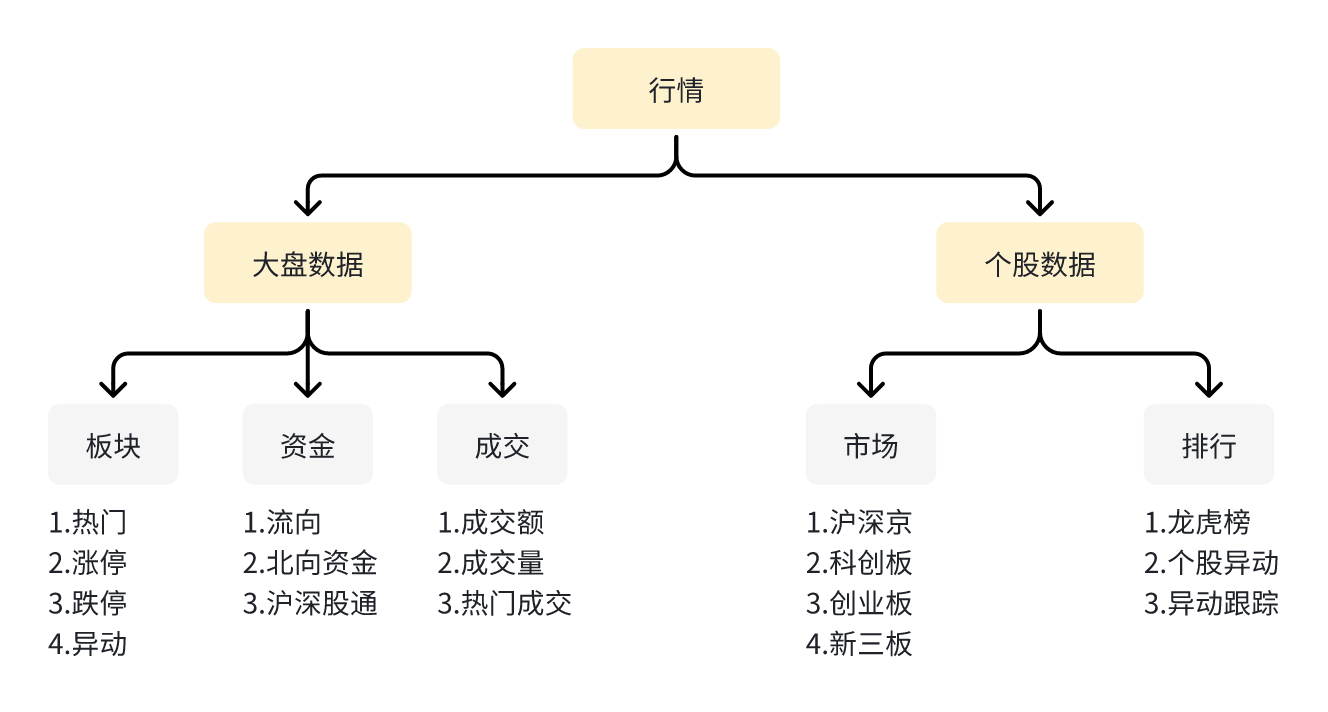 行情
大盘数据
个股数据
板块
资金
成交
市场
排行
1.热门
2.涨停
3.跌停
4.异动
1.流向
2.北向资金
3.沪深股通
1.成交额
2.成交量
3.热门成交
1.沪深京
2.科创板
3.创业板
4.新三板
1.龙虎榜
2.个股异动
3.异动跟踪